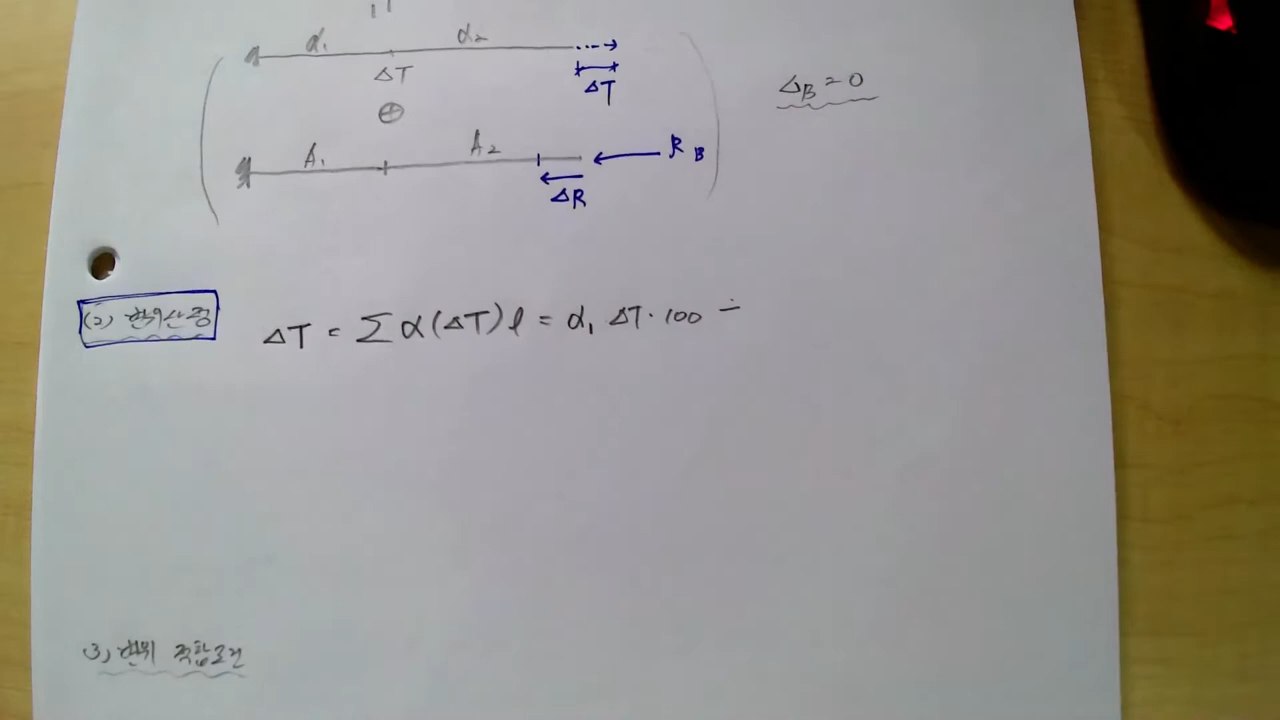 α₁ α₂
ΔT
ΔT
ΔB = 0
⊕
A₁ A₂
R B
ΔR
(2) 변위산정 ΔT = Σ α(ΔT) l = α₁ ΔT · 100
3) 변위 적합조건